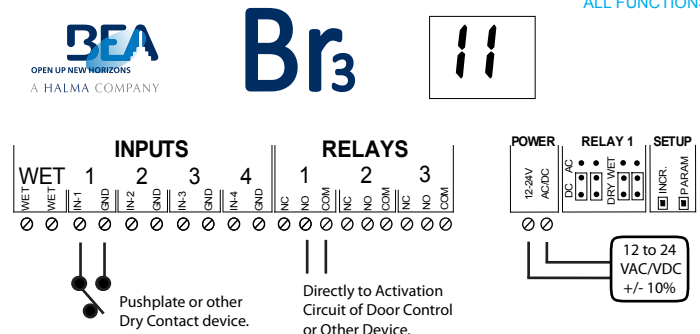 ALL FUNCTIONS
BEA
OPEN UP NEW HORIZONS
A HALMA COMPANY
Br3
11
INPUTS
RELAYS
POWER
RELAY 1
SETUP
WET 1 2 3 4
1 2 3
WET WET IN-1 GND IN-2 GND IN-3 GND IN-4 GND NC NO COM NC NO COM NC NO COM
12-24V
AC/DC
DC AC
DRY WET
INCR.
PARAM
Pushplate or other
Dry Contact device.
Directly to Activation
Circuit of Door Control
or Other Device.
12 to 24
VAC/VDC
+/- 10%